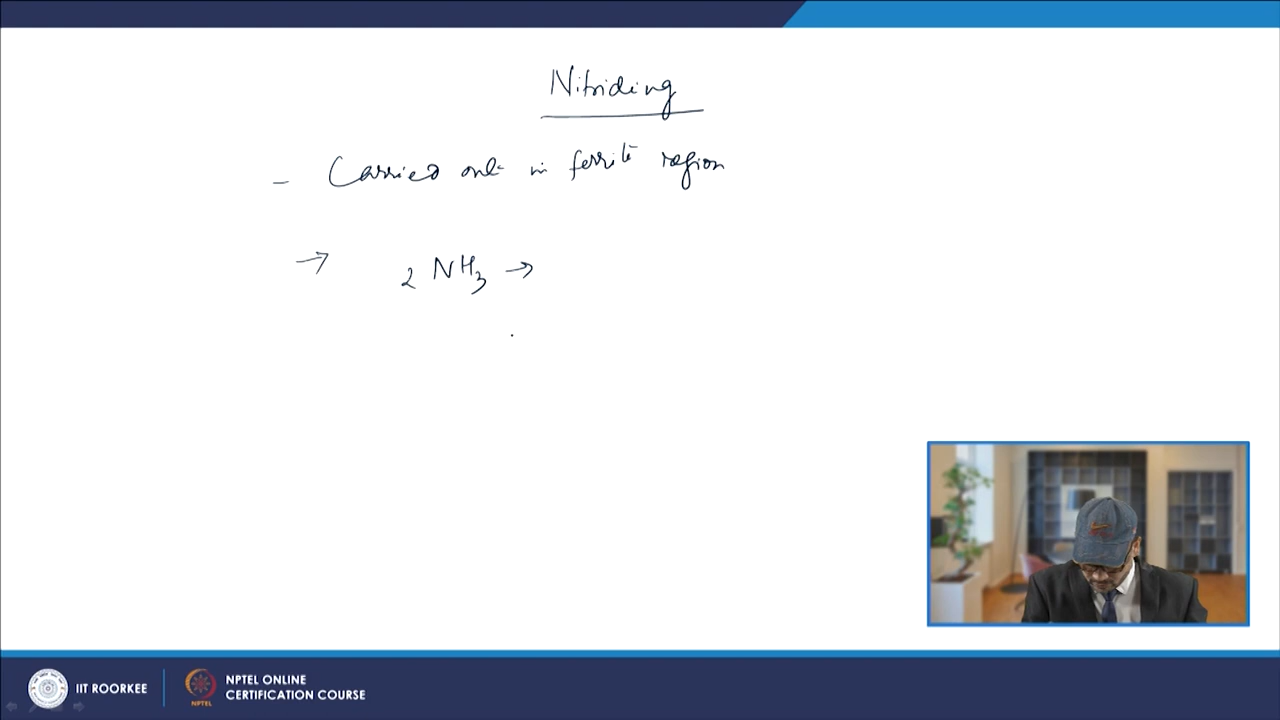 Nitriding
- Carried out in ferrite region
→ 2 NH3 →
IIT ROORKEE
NPTEL ONLINE
CERTIFICATION COURSE
NPTEL